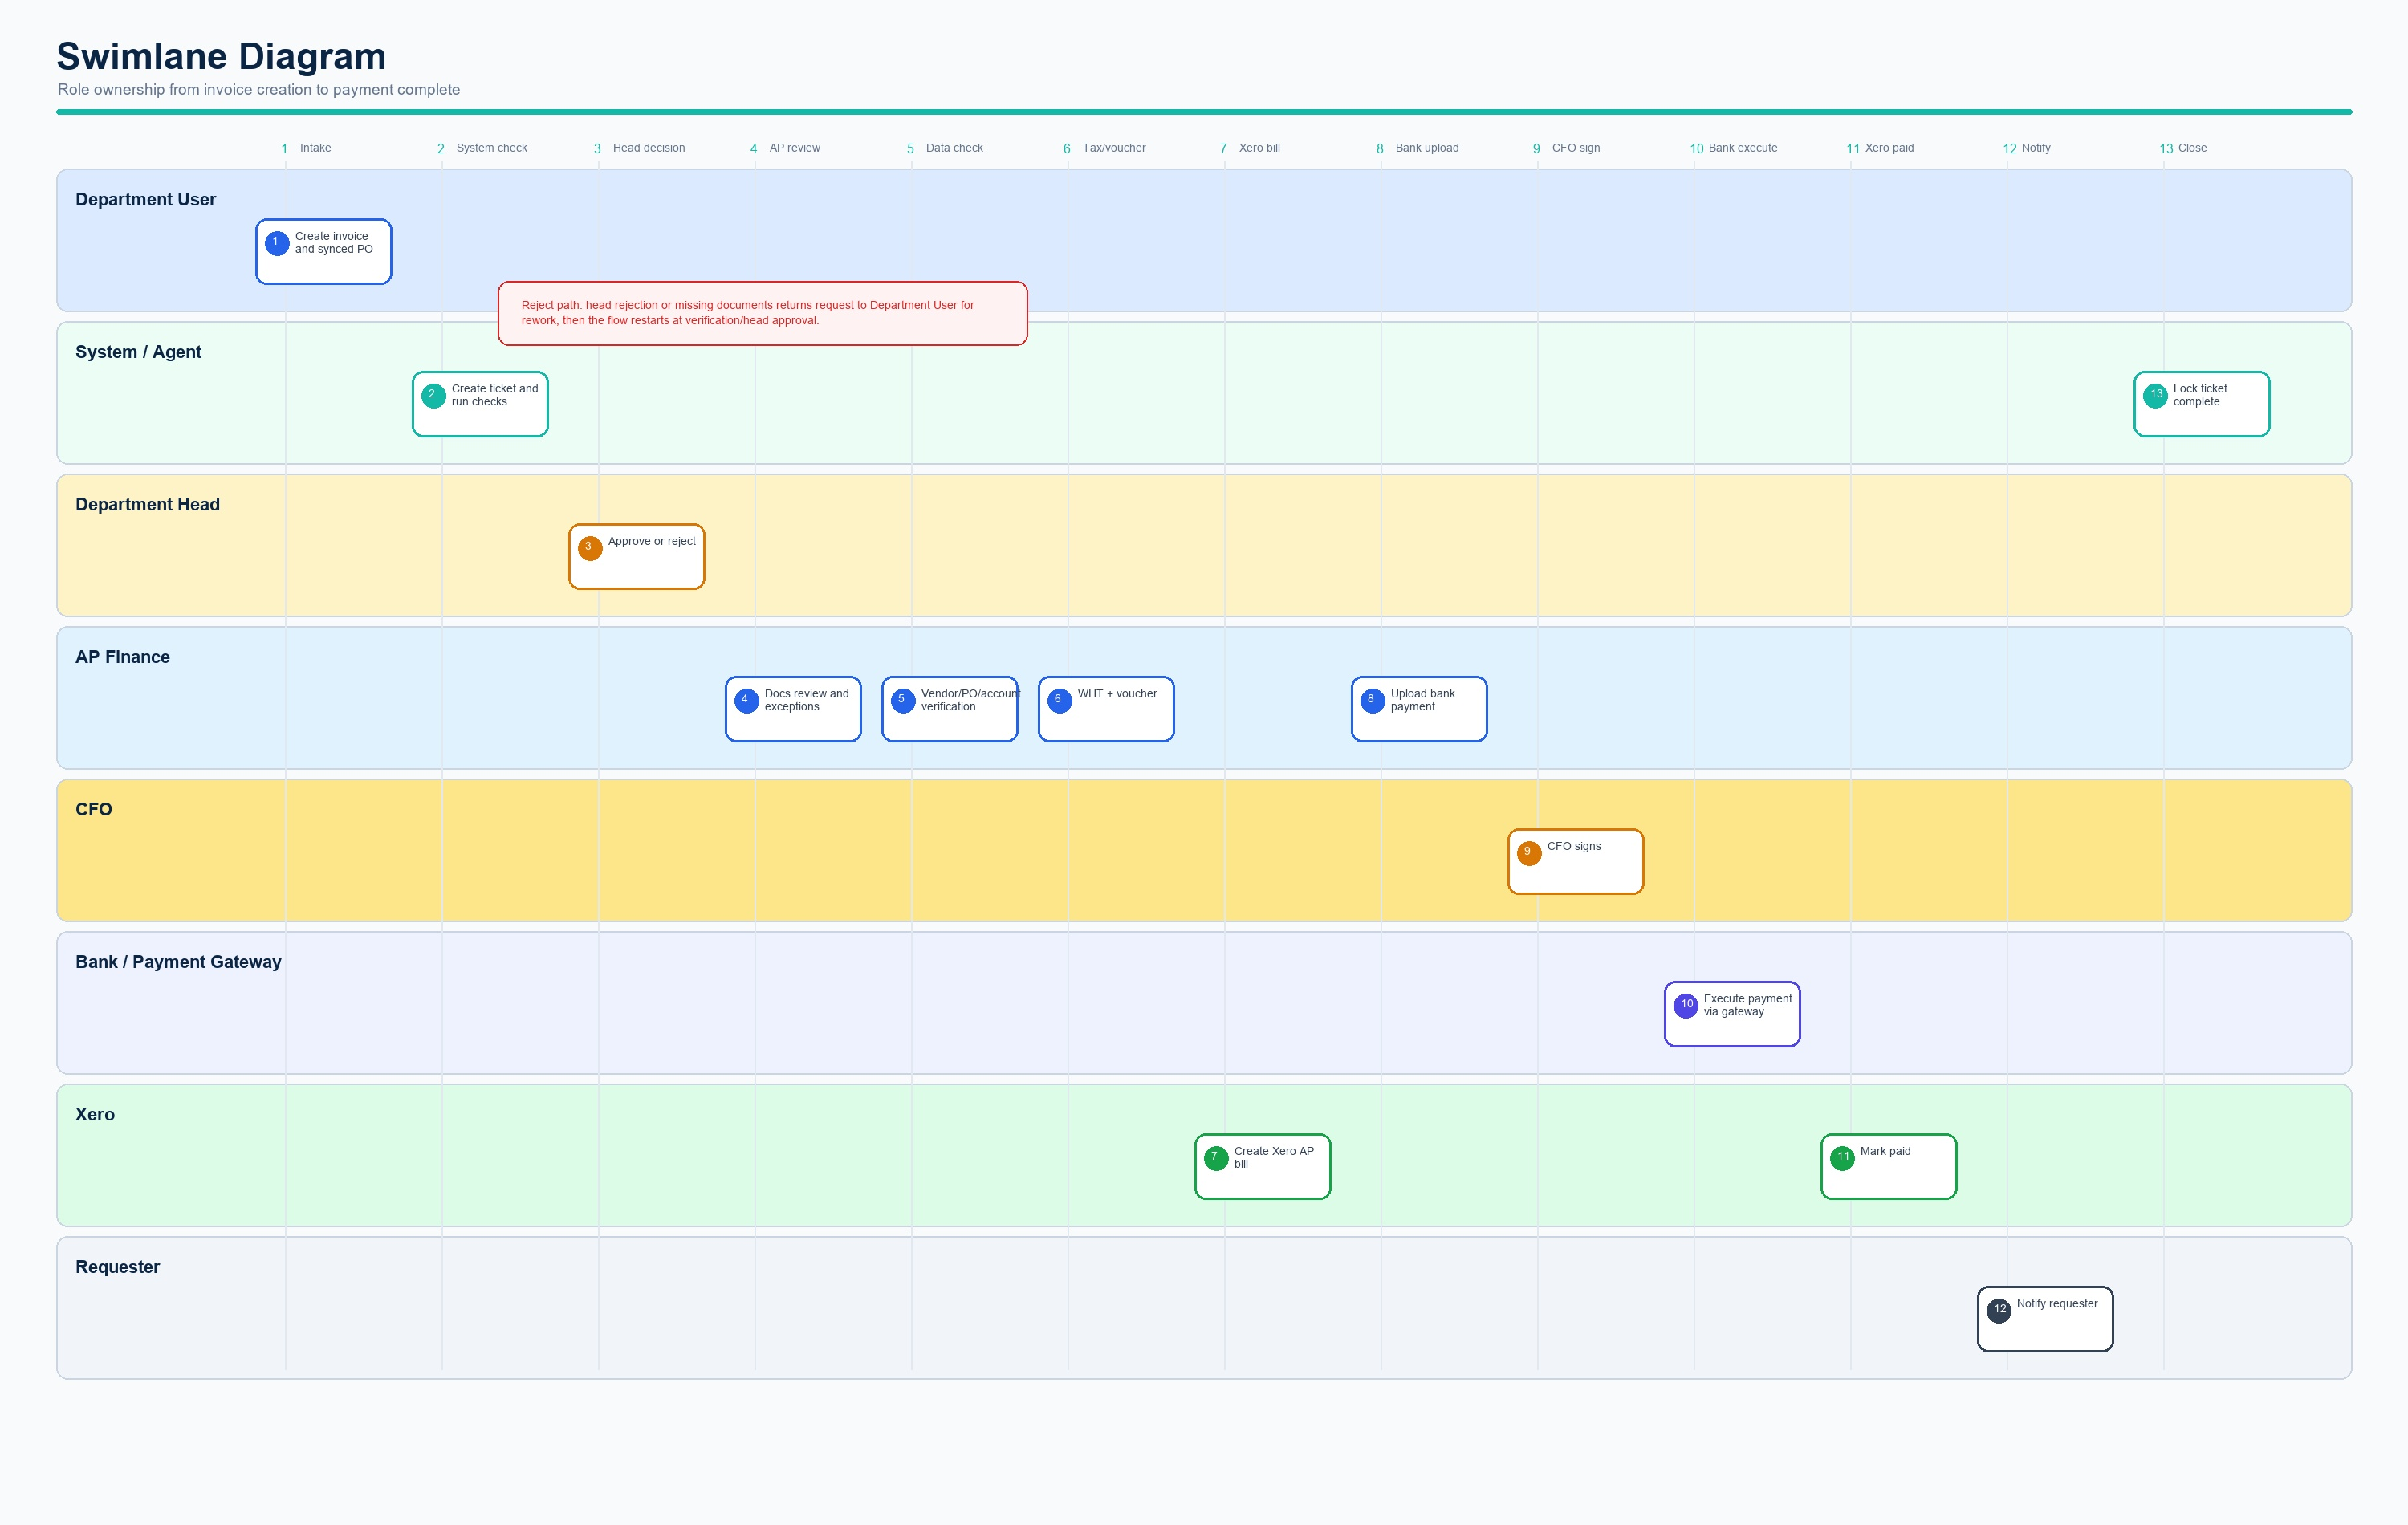 Swimlane Diagram
Role ownership from invoice creation to payment complete
1 Intake
2 System check
3 Head decision
4 AP review
5 Data check
6 Tax/voucher
7 Xero bill
8 Bank upload
9 CFO sign
10 Bank execute
11 Xero paid
12 Notify
13 Close
Department User
1 Create invoice
and synced PO
Reject path: head rejection or missing documents returns request to Department User for
rework, then the flow restarts at verification/head approval.
System / Agent
2 Create ticket and
run checks
13 Lock ticket
complete
Department Head
3 Approve or reject
AP Finance
4 Docs review and
exceptions
5 Vendor/PO/account
verification
6 WHT + voucher
8 Upload bank
payment
CFO
9 CFO signs
Bank / Payment Gateway
10 Execute payment
via gateway
Xero
7 Create Xero AP
bill
11 Mark paid
Requester
12 Notify requester